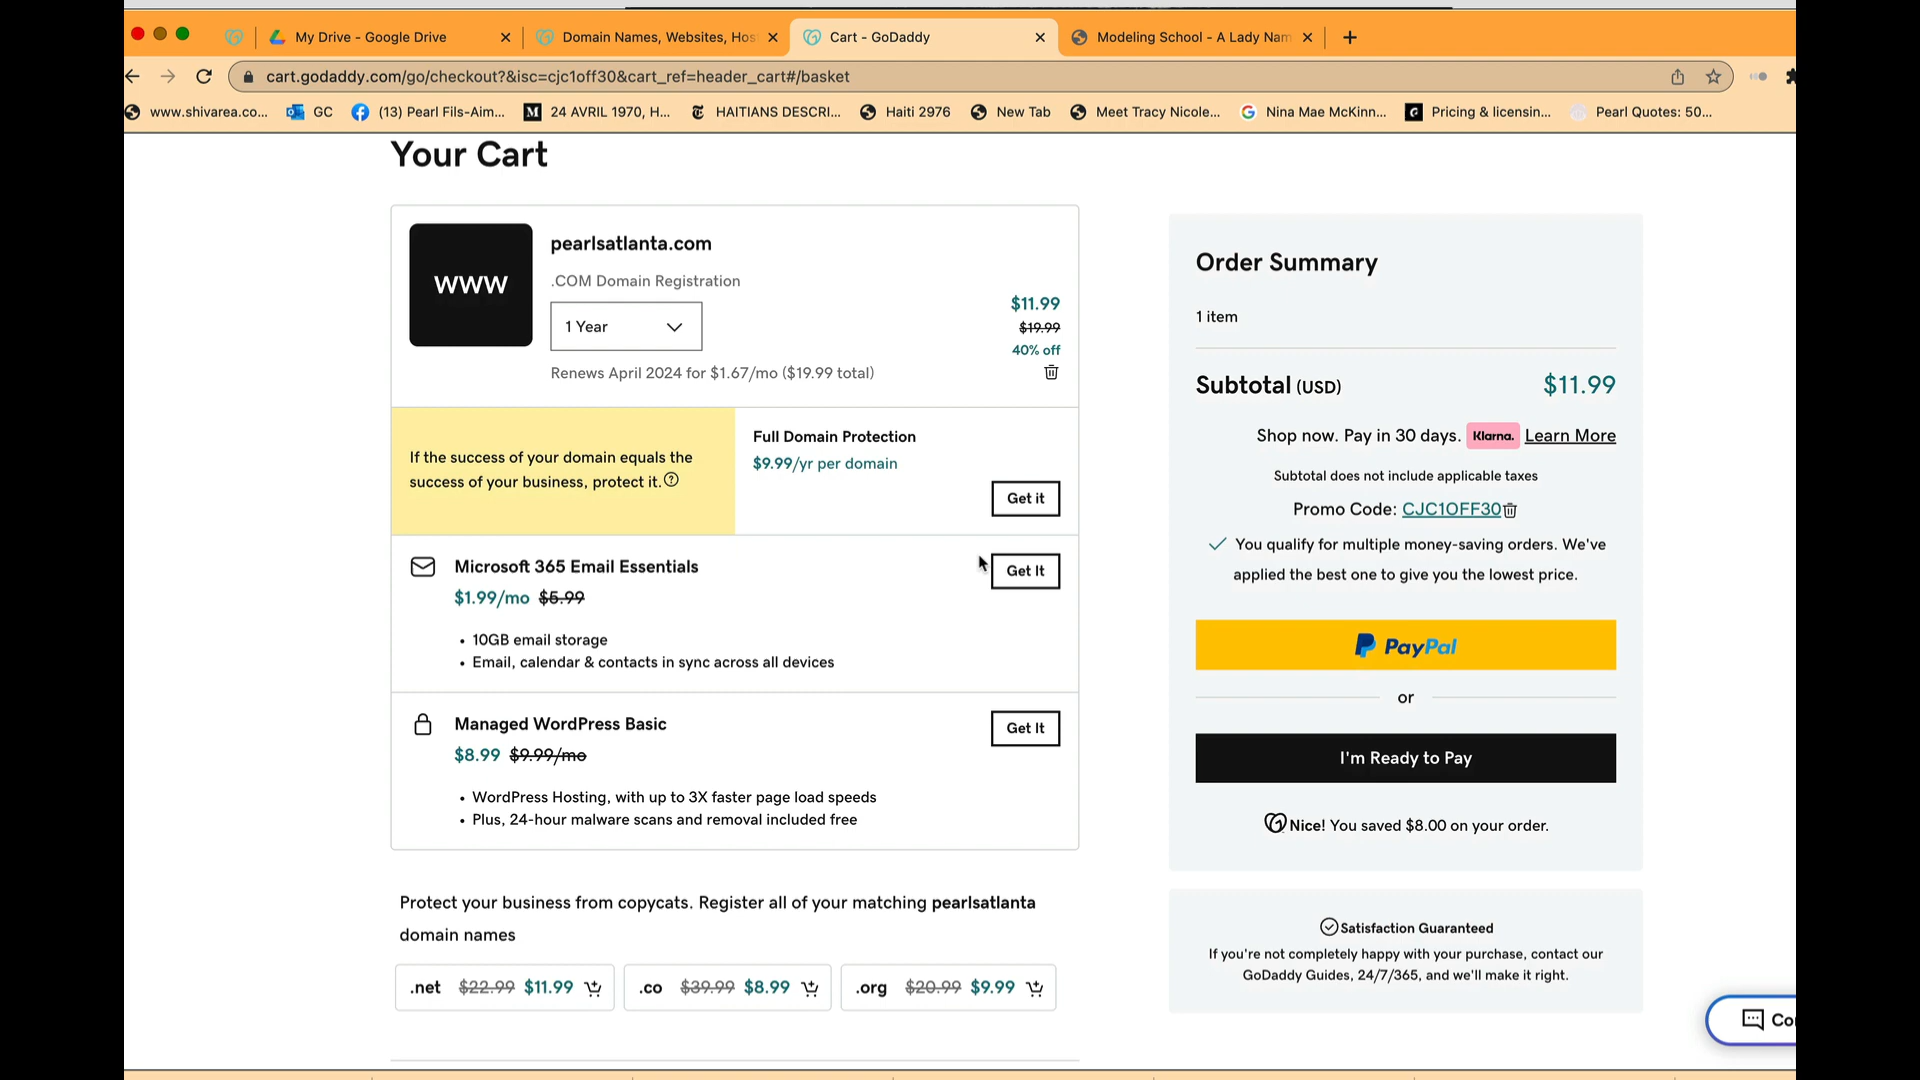 My Drive - Google Drive
Domain Names, Websites, Hos
Cart - GoDaddy
Modeling School - A Lady Nam
cart.godaddy.com/go/checkout?&isc=cjc1off30&cart_ref=header_cart#/basket
www.shivarea.co...
GC
(13) Pearl Fils-Aim...
24 AVRIL 1970, H...
HAITIANS DESCRI...
Haiti 2976
New Tab
Meet Tracy Nicole...
Nina Mae McKinn...
Pricing & licensin...
Pearl Quotes: 50...
Your Cart
www
pearlsatlanta.com
.COM Domain Registration
1 Year
$11.99
$19.99
40% off
Renews April 2024 for $1.67/mo ($19.99 total)
If the success of your domain equals the
success of your business, protect it.
Full Domain Protection
$9.99/yr per domain
Get it
Microsoft 365 Email Essentials
$1.99/mo $5.99
Get It
• 10GB email storage
• Email, calendar & contacts in sync across all devices
Managed WordPress Basic
$8.99 $9.99/mo
Get It
• WordPress Hosting, with up to 3X faster page load speeds
• Plus, 24-hour malware scans and removal included free
Protect your business from copycats. Register all of your matching pearlsatlanta
domain names
.net $22.99 $11.99
.co $39.99 $8.99
.org $20.99 $9.99
Order Summary
1 item
Subtotal (USD) $11.99
Shop now. Pay in 30 days. Klarna. Learn More
Subtotal does not include applicable taxes
Promo Code: CJC1OFF30
You qualify for multiple money-saving orders. We've
applied the best one to give you the lowest price.
PayPal
or
I'm Ready to Pay
Nice! You saved $8.00 on your order.
Satisfaction Guaranteed
If you're not completely happy with your purchase, contact our
GoDaddy Guides, 24/7/365, and we'll make it right.
Co